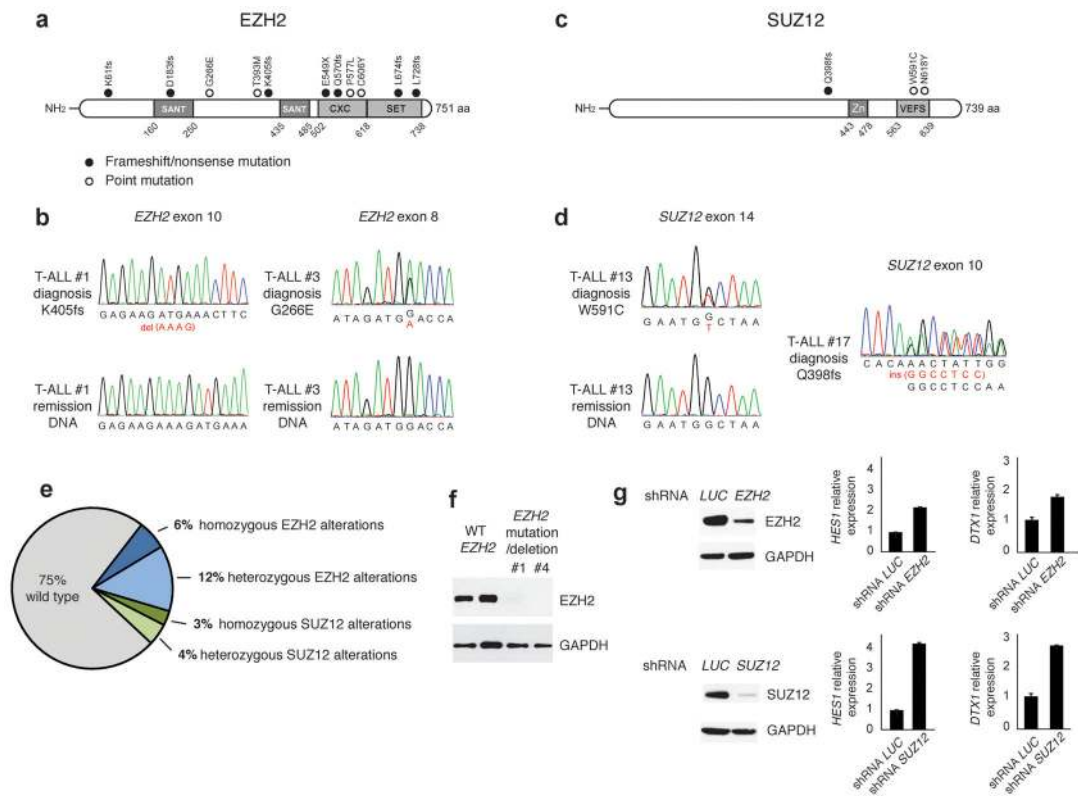 a
EZH2
K61fs
D183fs
G266E
T393M
K405fs
E549X
Q570fs
P577L
C606Y
L674fs
L728fs
NH2
SANT
SANT
CXC
SET
751 aa
160
250
435
485
502
618
738
Frameshift/nonsense mutation
Point mutation
c
SUZ12
Q398fs
W591C
N618Y
NH2
Zn
VEFS
739 aa
443
478
563
639
b
EZH2 exon 10
EZH2 exon 8
T-ALL #1
diagnosis
K405fs
GAGAAGATGAAACTTC
del (AAAG)
T-ALL #3
diagnosis
G266E
ATAGATGGACCA
A
T-ALL #1
remission
DNA
GAGAAGAAAGATGAAA
T-ALL #3
remission
DNA
ATAGATGGACCA
d
SUZ12 exon 14
T-ALL #13
diagnosis
W591C
GAATGGCTAA
T
T-ALL #13
remission
DNA
GAATGGCTAA
SUZ12 exon 10
T-ALL #17
diagnosis
Q398fs
CACAAACTATTGG
ins (GGCCTCC)
GGCCTCCAA
e
75%
wild type
6% homozygous EZH2 alterations
12% heterozygous EZH2 alterations
3% homozygous SUZ12 alterations
4% heterozygous SUZ12 alterations
f
WT
EZH2
EZH2
mutation
/deletion
#1 #4
EZH2
GAPDH
g
shRNA LUC EZH2
EZH2
GAPDH
HES1 relative
expression
4
3
2
1
0
shRNA LUC
shRNA EZH2
DTX1 relative
expression
3
2
1
0
shRNA LUC
shRNA EZH2
shRNA LUC SUZ12
SUZ12
GAPDH
HES1 relative
expression
4
3
2
1
0
shRNA LUC
shRNA SUZ12
DTX1 relative
expression
3
2
1
0
shRNA LUC
shRNA SUZ12